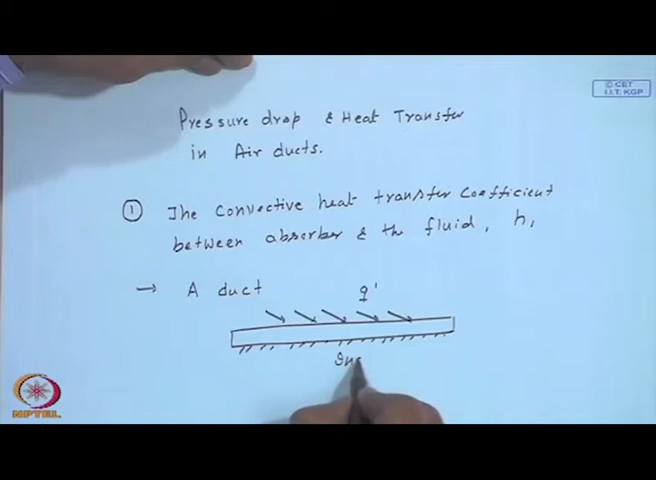 © CET
I.I.T. KGP
Pressure drop & Heat Transfer
in Air ducts.
① The convective heat transfer coefficient
between absorber & the fluid, h,
→ A duct
q'
NPTEL